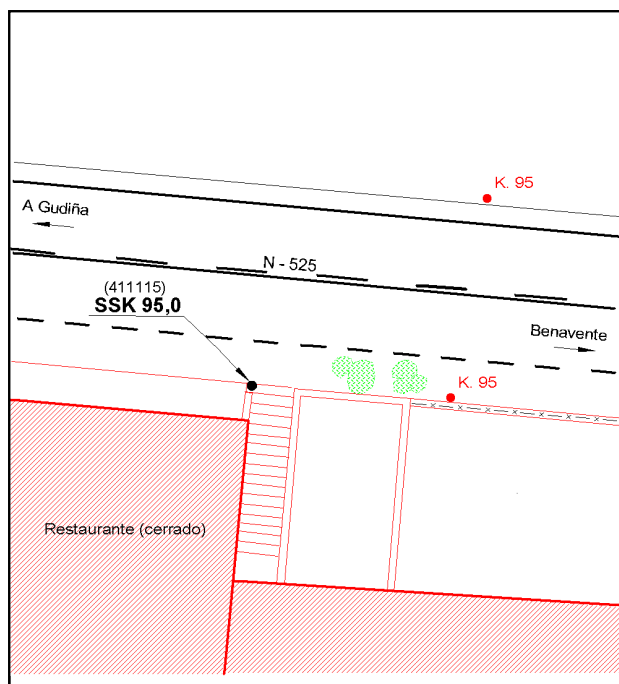 K. 95
A Gudiña
N - 525
(411115)
SSK 95,0
Benavente
K. 95
Restaurante (cerrado)